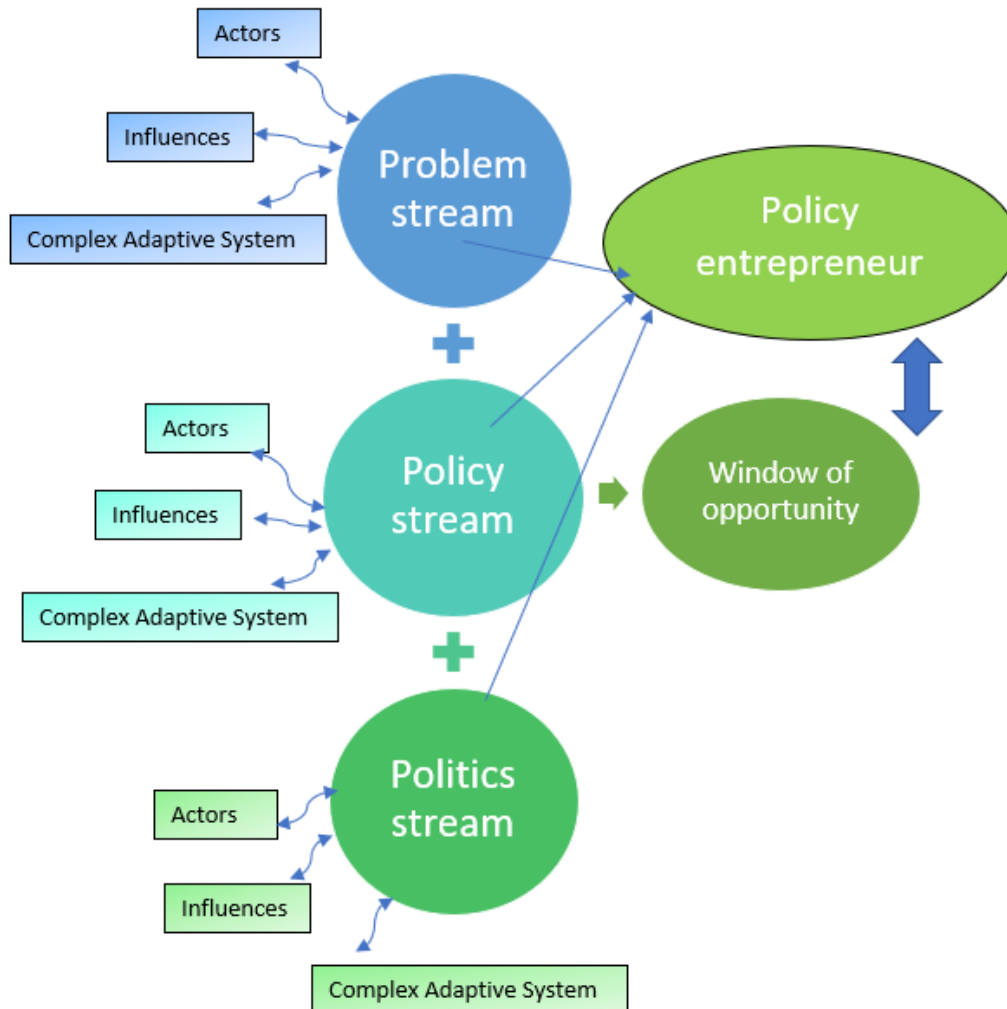 Actors
Influences
Complex Adaptive System
Problem
stream
Policy
entrepreneur
Actors
Influences
Complex Adaptive System
Policy
stream
Window of
opportunity
Actors
Influences
Complex Adaptive System
Politics
stream